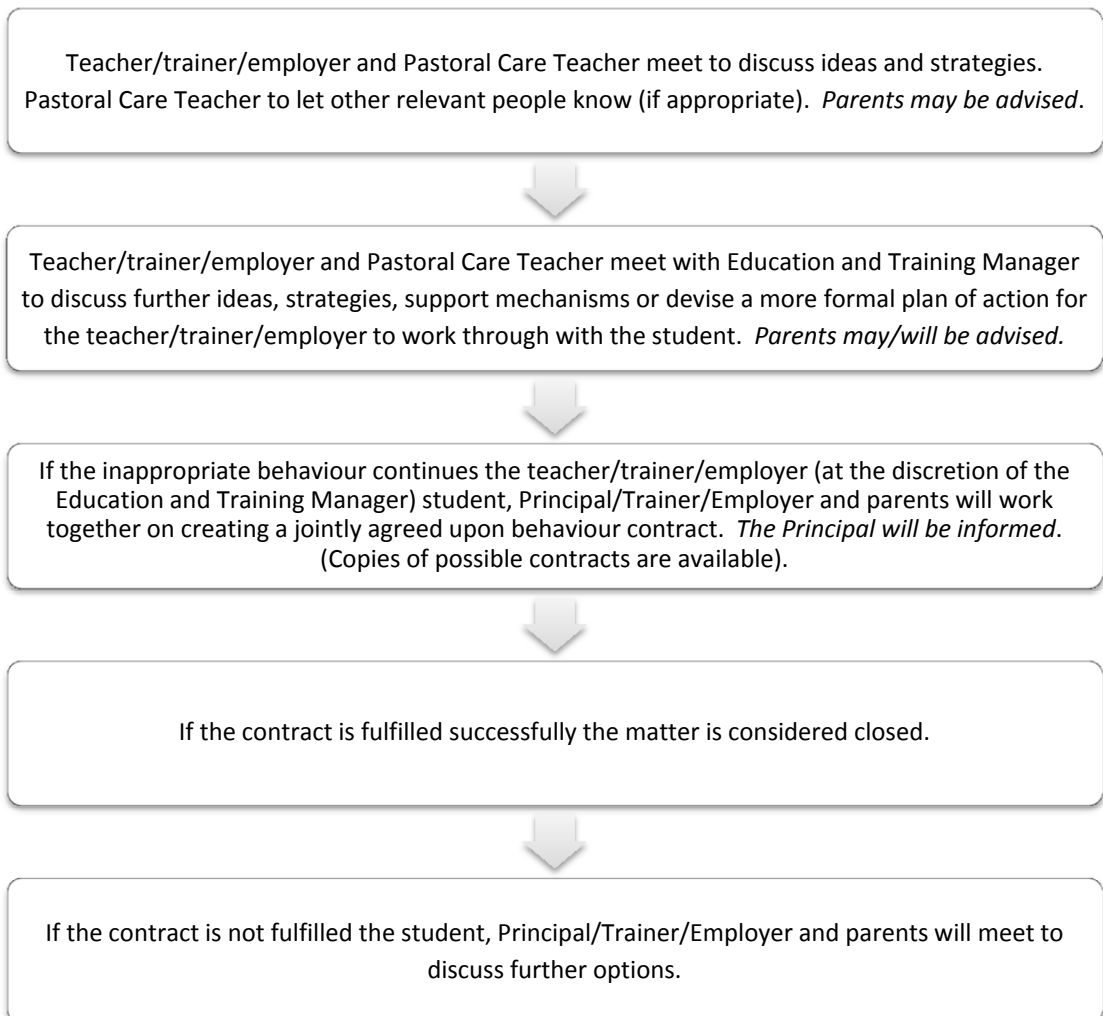 Teacher/trainer/employer and Pastoral Care Teacher meet to discuss ideas and strategies.
Pastoral Care Teacher to let other relevant people know (if appropriate).  Parents may be advised.
Teacher/trainer/employer and Pastoral Care Teacher meet with Education and Training Manager
to discuss further ideas, strategies, support mechanisms or devise a more formal plan of action for
the teacher/trainer/employer to work through with the student.  Parents may/will be advised.
If the inappropriate behaviour continues the teacher/trainer/employer (at the discretion of the
Education and Training Manager) student, Principal/Trainer/Employer and parents will work
together on creating a jointly agreed upon behaviour contract.  The Principal will be informed.
(Copies of possible contracts are available).
If the contract is fulfilled successfully the matter is considered closed.
If the contract is not fulfilled the student, Principal/Trainer/Employer and parents will meet to
discuss further options.